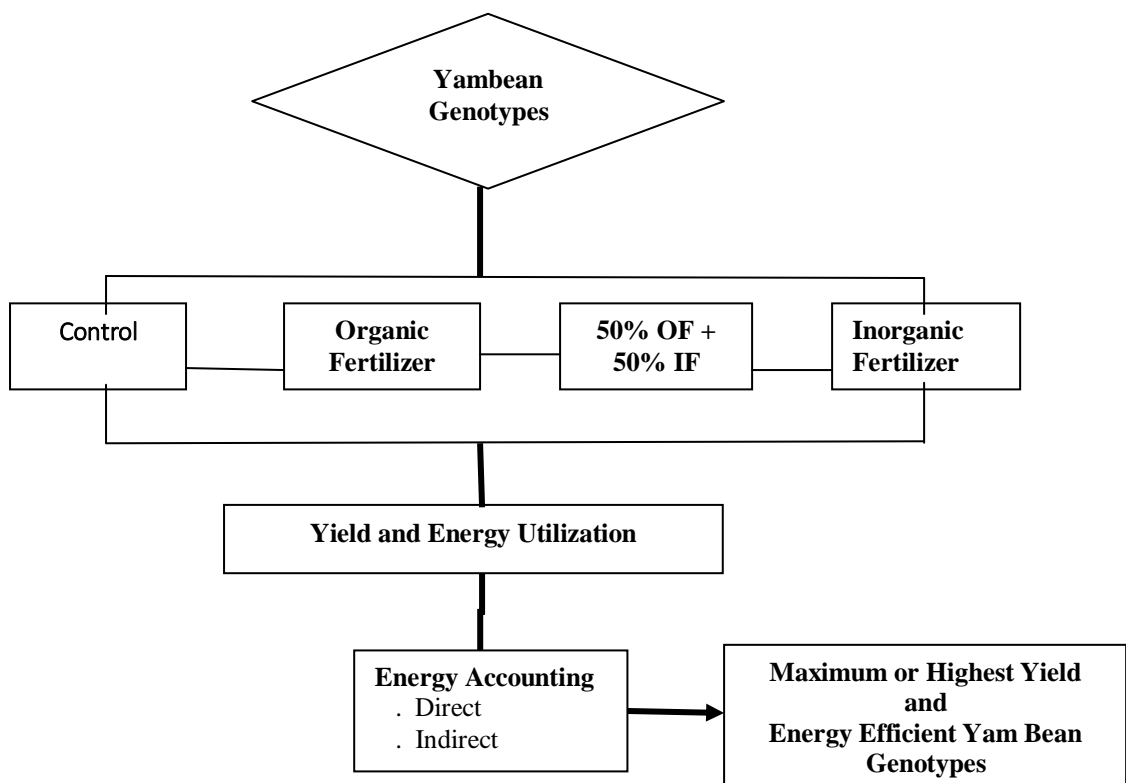 Yambean
Genotypes
Control
Organic
Fertilizer
50% OF +
50% IF
Inorganic
Fertilizer
Yield and Energy Utilization
Energy Accounting
. Direct
. Indirect
Maximum or Highest Yield
and
Energy Efficient Yam Bean
Genotypes